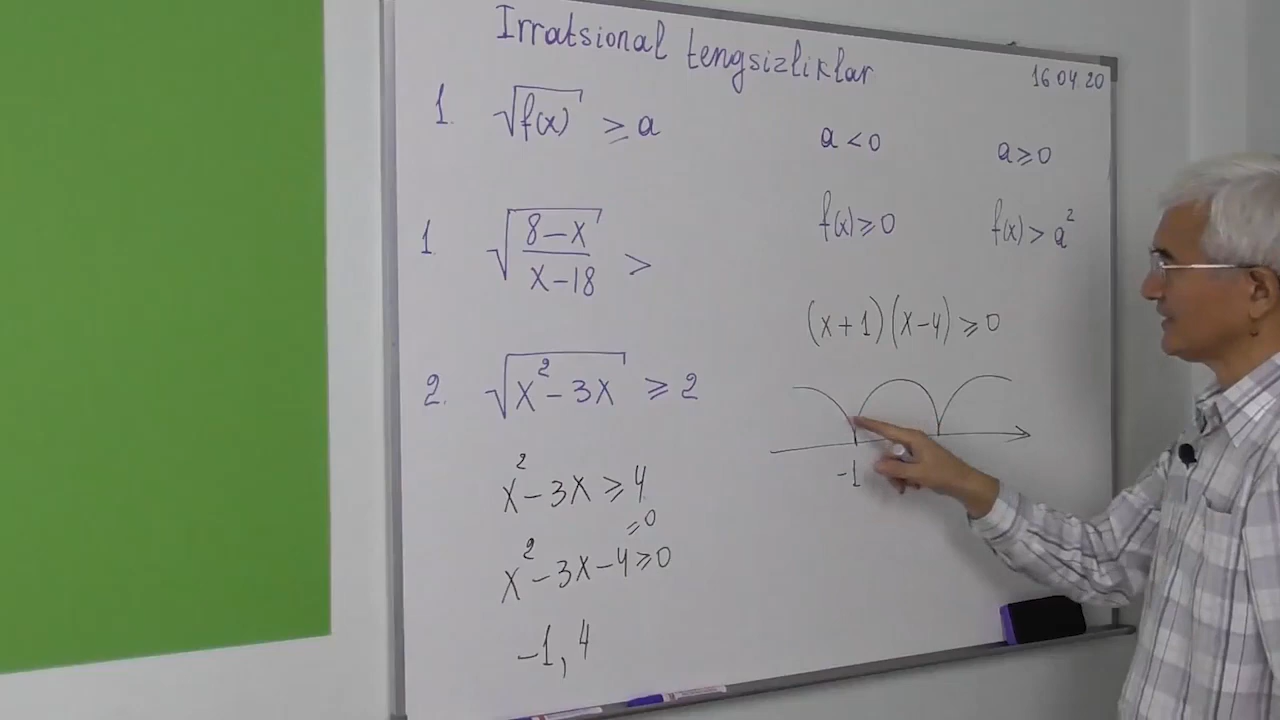 Irratsional tengsizliklar
16 04.20
1. √f(x) ≥ a
a < 0
a ≥ 0
f(x) ≥ 0
f(x) > a²
1 √((8−x)/(x−18)) >
(x+1)(x−4) ≥ 0
2. √(x²−3x) ≥ 2
-1
x²−3x ≥ 4
=0
x²−3x−4 ≥ 0
−1, 4